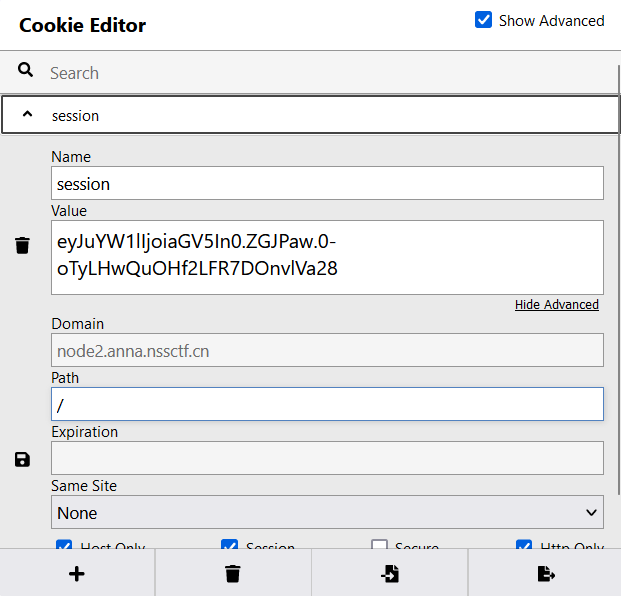 Cookie Editor
Show Advanced
Search
session
Name
session
Value
eyJuYW1lIjoiaGV5In0.ZGJPaw.0-
oTyLHwQuOHf2LFR7DOnvlVa28
Hide Advanced
Domain
node2.anna.nssctf.cn
Path
/
Expiration
Same Site
None
Host Only Session Secure Http Only